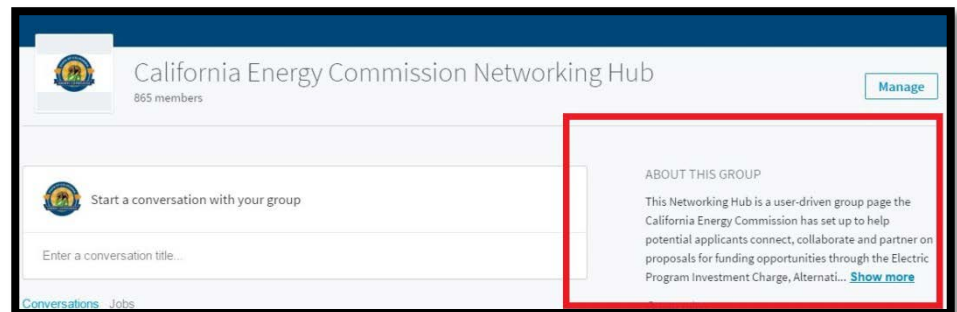 California Energy Commission Networking Hub
865 members
Manage
Start a conversation with your group
Enter a conversation title...
Conversations Jobs
ABOUT THIS GROUP
This Networking Hub is a user-driven group page the
California Energy Commission has set up to help
potential applicants connect, collaborate and partner on
proposals for funding opportunities through the Electric
Program Investment Charge, Alternati... Show more